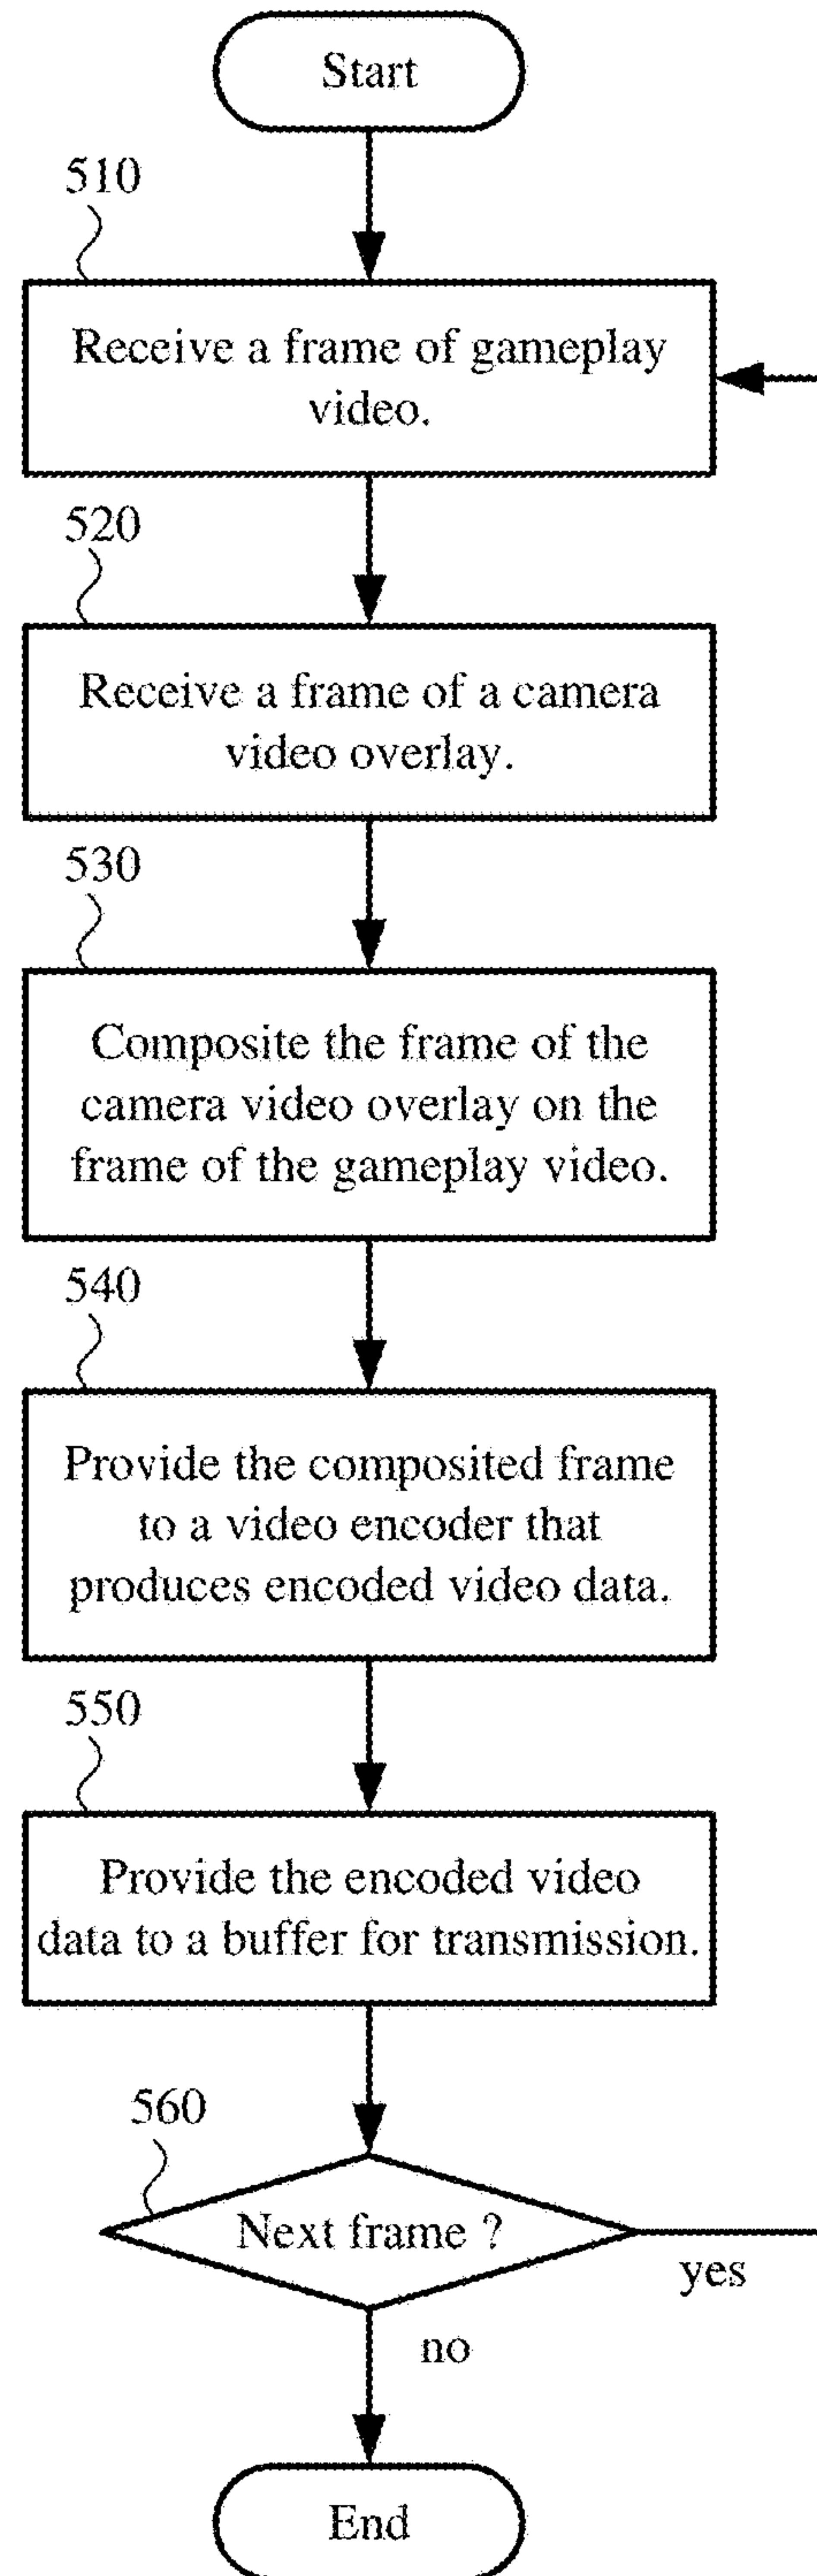 Start
510
Receive a frame of gameplay
video.
520
Receive a frame of a camera
video overlay.
530
Composite the frame of the
camera video overlay on the
frame of the gameplay video.
540
Provide the composited frame
to a video encoder that
produces encoded video data.
550
Provide the encoded video
data to a buffer for transmission.
560
Next frame ?
yes
no
End